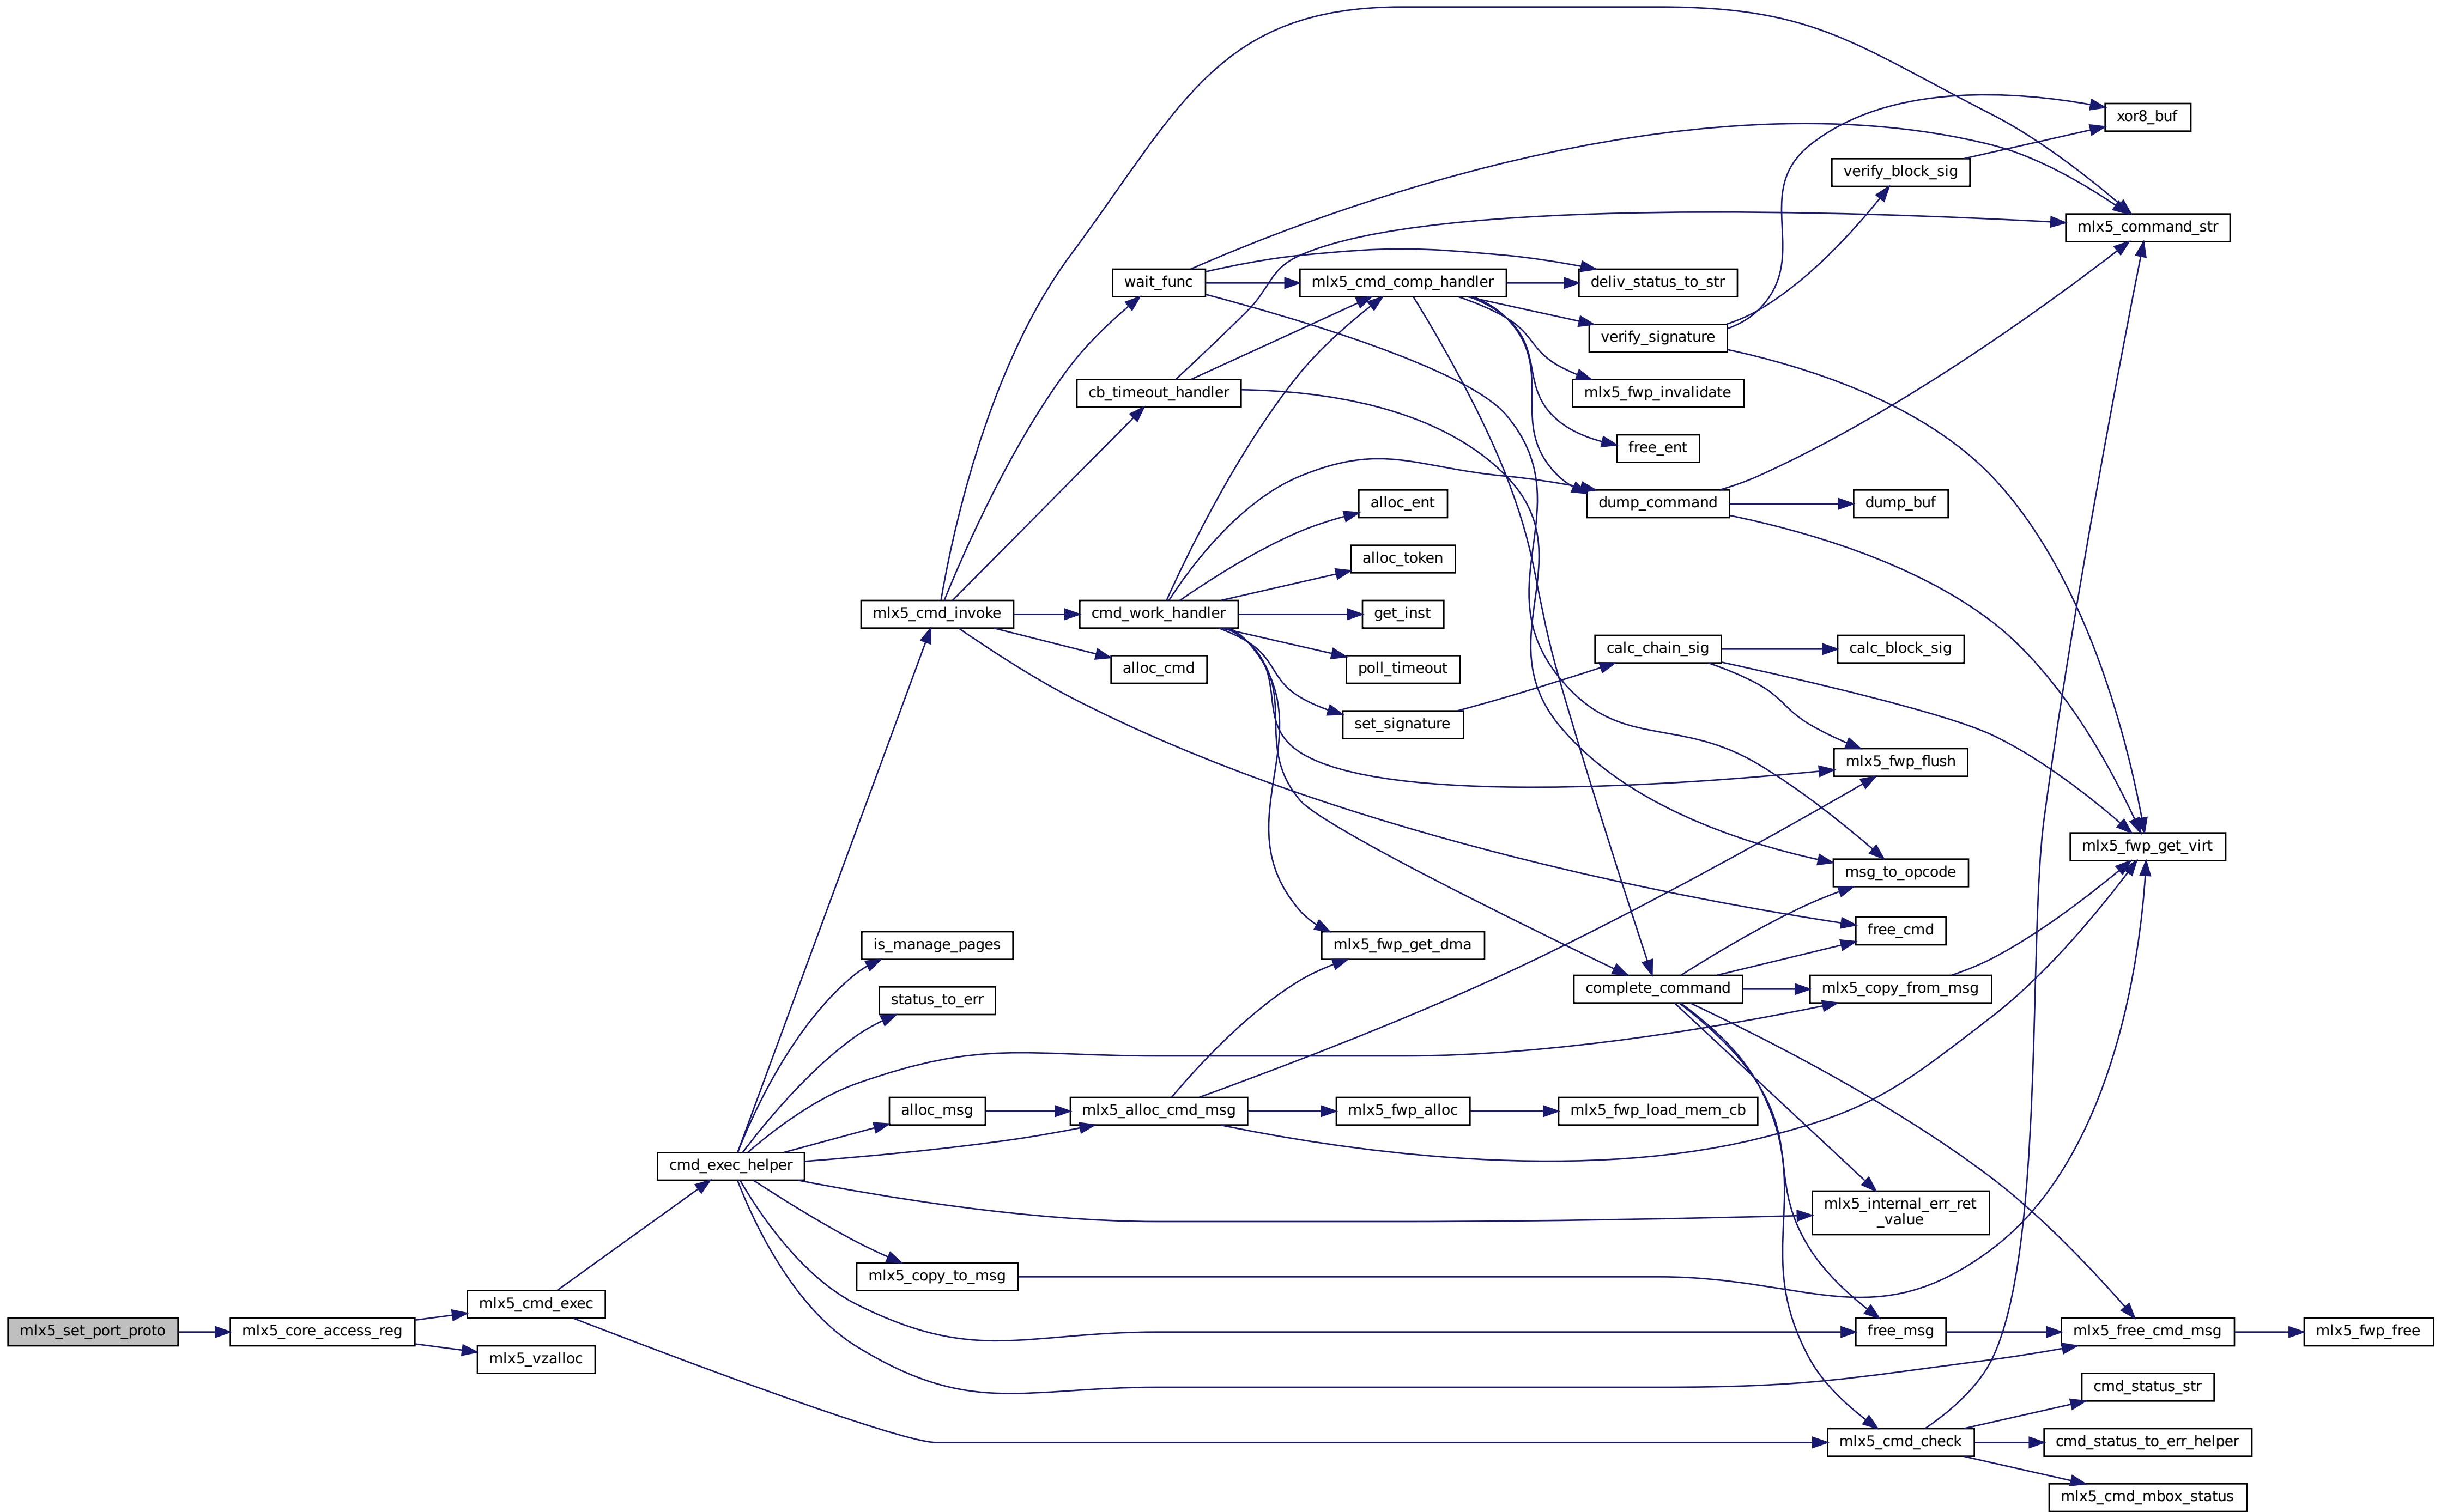 xor8_buf
verify_block_sig
mlx5_command_str
wait_func
mlx5_cmd_comp_handler
deliv_status_to_str
verify_signature
cb_timeout_handler
mlx5_fwp_invalidate
free_ent
alloc_ent
dump_command
dump_buf
alloc_token
mlx5_cmd_invoke
cmd_work_handler
get_inst
calc_chain_sig
calc_block_sig
alloc_cmd
poll_timeout
set_signature
mlx5_fwp_flush
mlx5_fwp_get_virt
msg_to_opcode
free_cmd
is_manage_pages
mlx5_fwp_get_dma
status_to_err
complete_command
mlx5_copy_from_msg
alloc_msg
mlx5_alloc_cmd_msg
mlx5_fwp_alloc
mlx5_fwp_load_mem_cb
cmd_exec_helper
mlx5_internal_err_ret
_value
mlx5_copy_to_msg
mlx5_cmd_exec
mlx5_set_port_proto
mlx5_core_access_reg
free_msg
mlx5_free_cmd_msg
mlx5_fwp_free
mlx5_vzalloc
cmd_status_str
mlx5_cmd_check
cmd_status_to_err_helper
mlx5_cmd_mbox_status